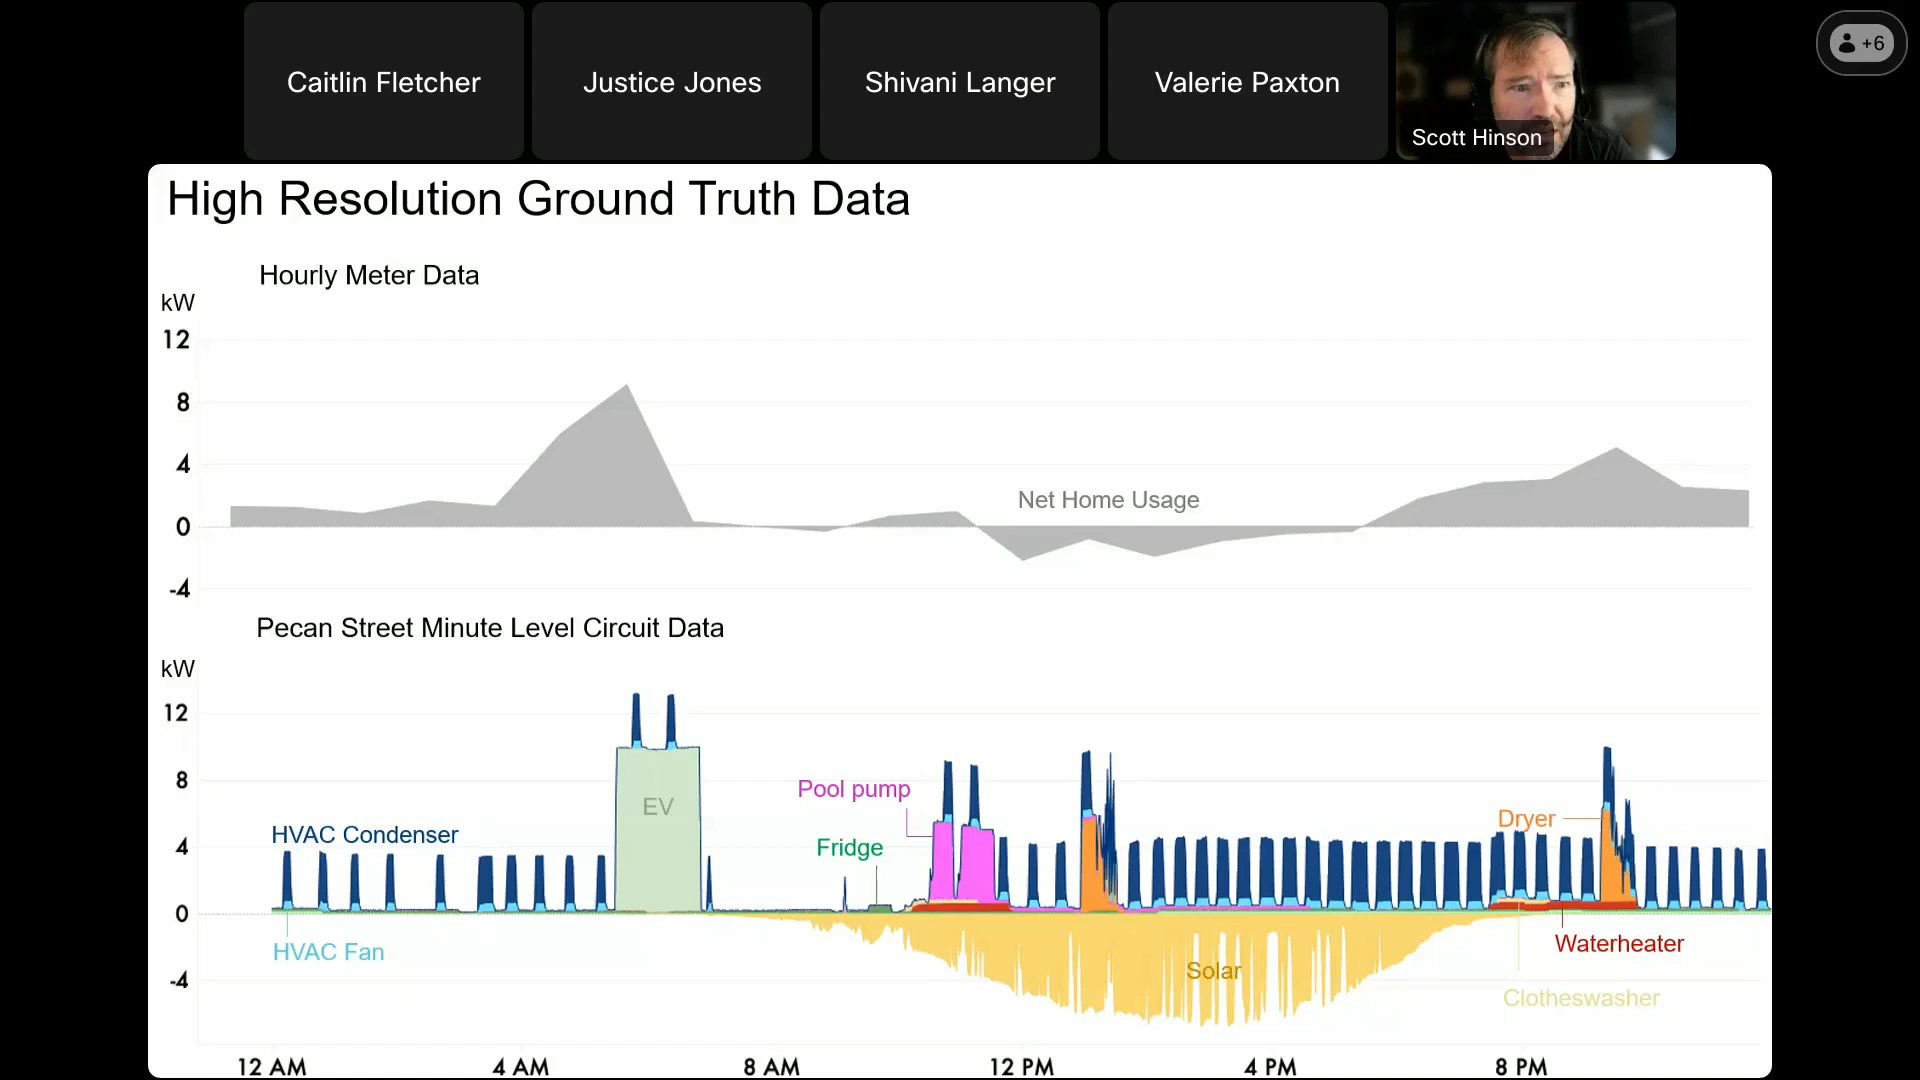 Caitlin Fletcher
Justice Jones
Shivani Langer
Valerie Paxton
Scott Hinson
+6
High Resolution Ground Truth Data
Hourly Meter Data
kW
12
8
4
0
-4
Net Home Usage
Pecan Street Minute Level Circuit Data
kW
12
8
4
0
-4
HVAC Condenser
HVAC Fan
EV
Pool pump
Fridge
Solar
Dryer
Waterheater
Clotheswasher
12 AM
4 AM
8 AM
12 PM
4 PM
8 PM